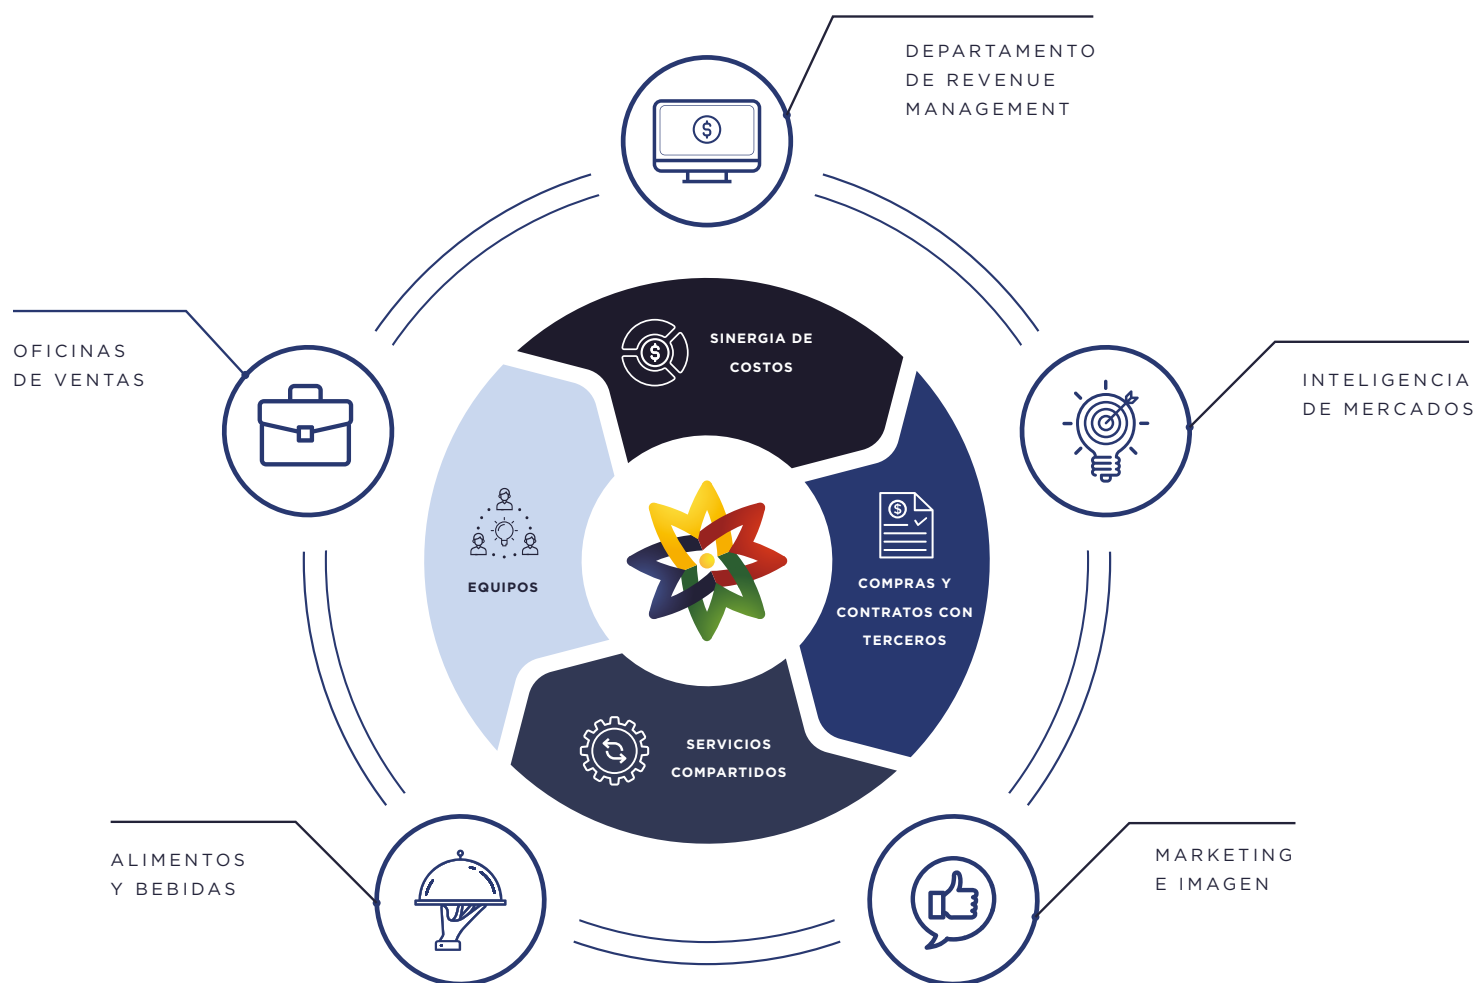 DEPARTAMENTO
DE REVENUE
MANAGEMENT
OFICINAS
DE VENTAS
SINERGIA DE
COSTOS
INTELIGENCIA
DE MERCADOS
EQUIPOS
COMPRAS Y
CONTRATOS CON
TERCEROS
SERVICIOS
COMPARTIDOS
ALIMENTOS
Y BEBIDAS
MARKETING
E IMAGEN